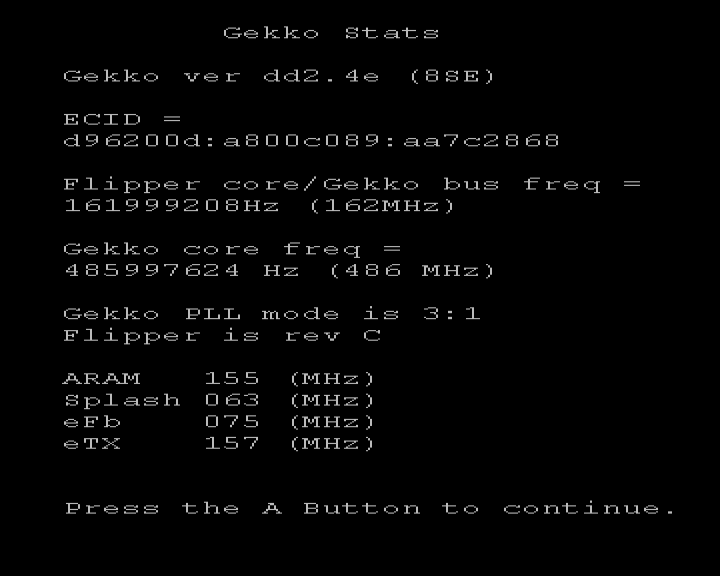 Gekko Stats
Gekko ver dd2.4e (8SE)
ECID =
d96200d:a800c089:aa7c2868
Flipper core/Gekko bus freq =
161999208Hz (162MHz)
Gekko core freq =
485997624 Hz (486 MHz)
Gekko PLL mode is 3:1
Flipper is rev C
ARAM 155 (MHz)
Splash 063 (MHz)
eFb 075 (MHz)
eTX 157 (MHz)
Press the A Button to continue.